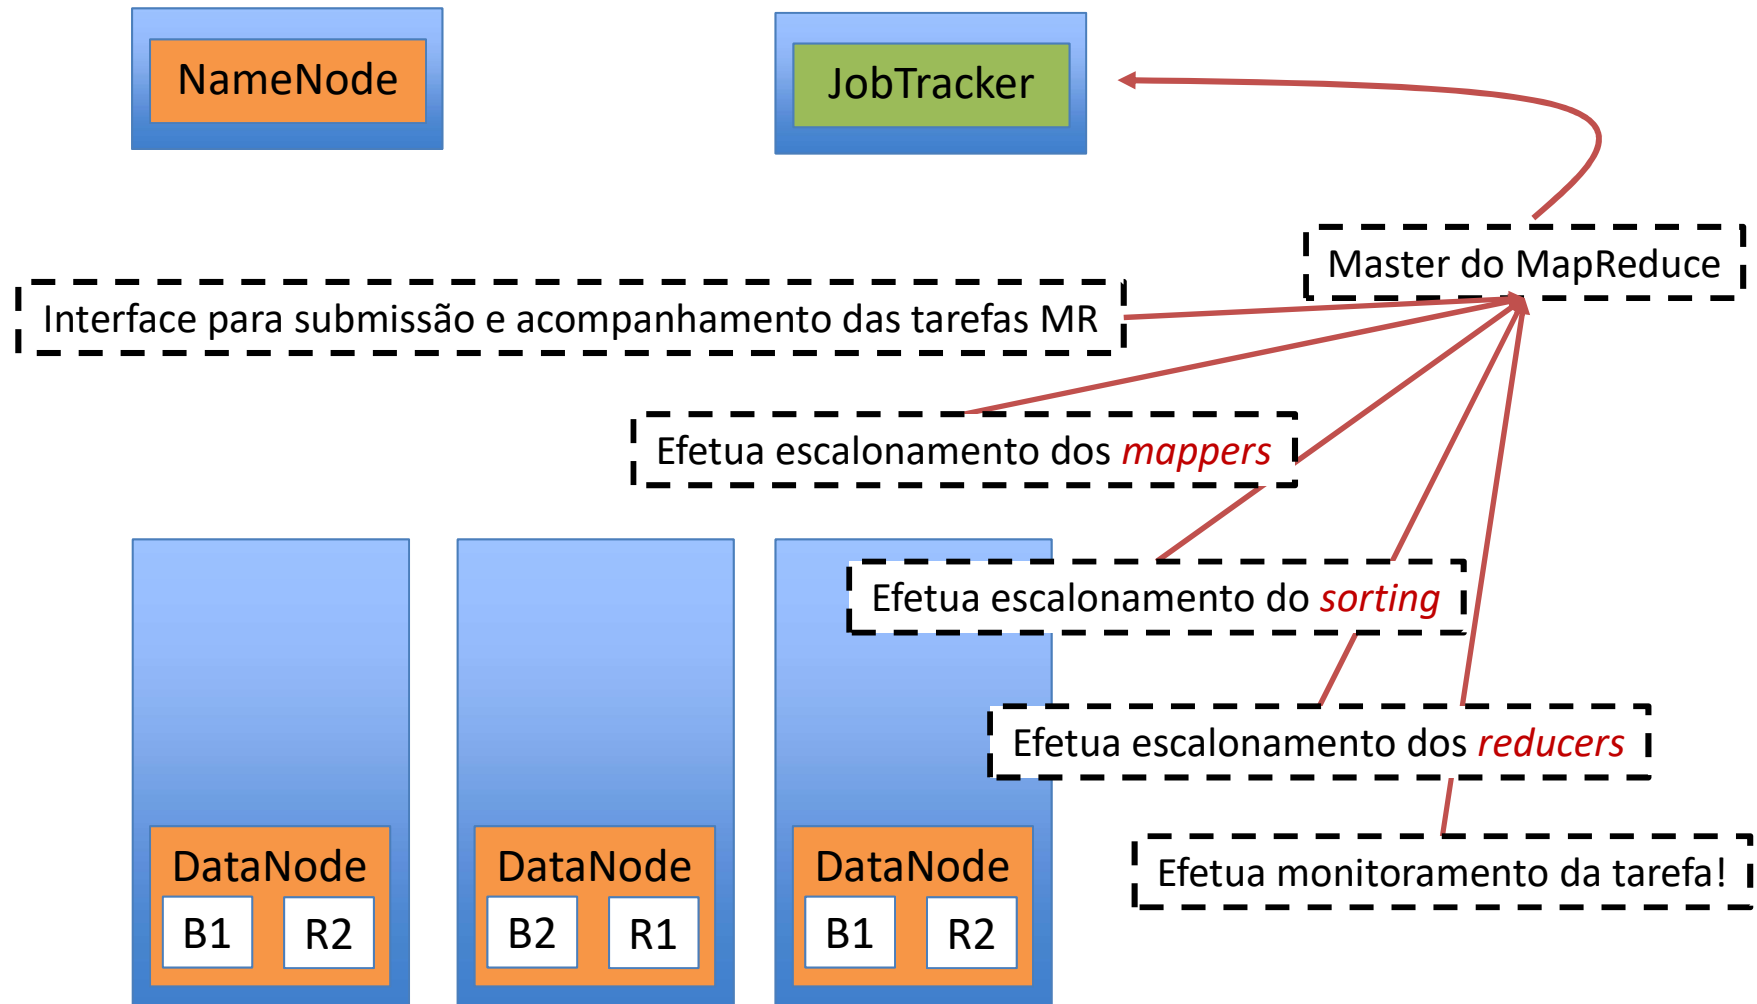 NameNode
JobTracker
Master do MapReduce
Interface para submissão e acompanhamento das tarefas MR
Efetua escalonamento dos mappers
Efetua escalonamento do sorting
Efetua escalonamento dos reducers
Efetua monitoramento da tarefa!
DataNode
B1 R2
DataNode
B2 R1
DataNode
B1 R2